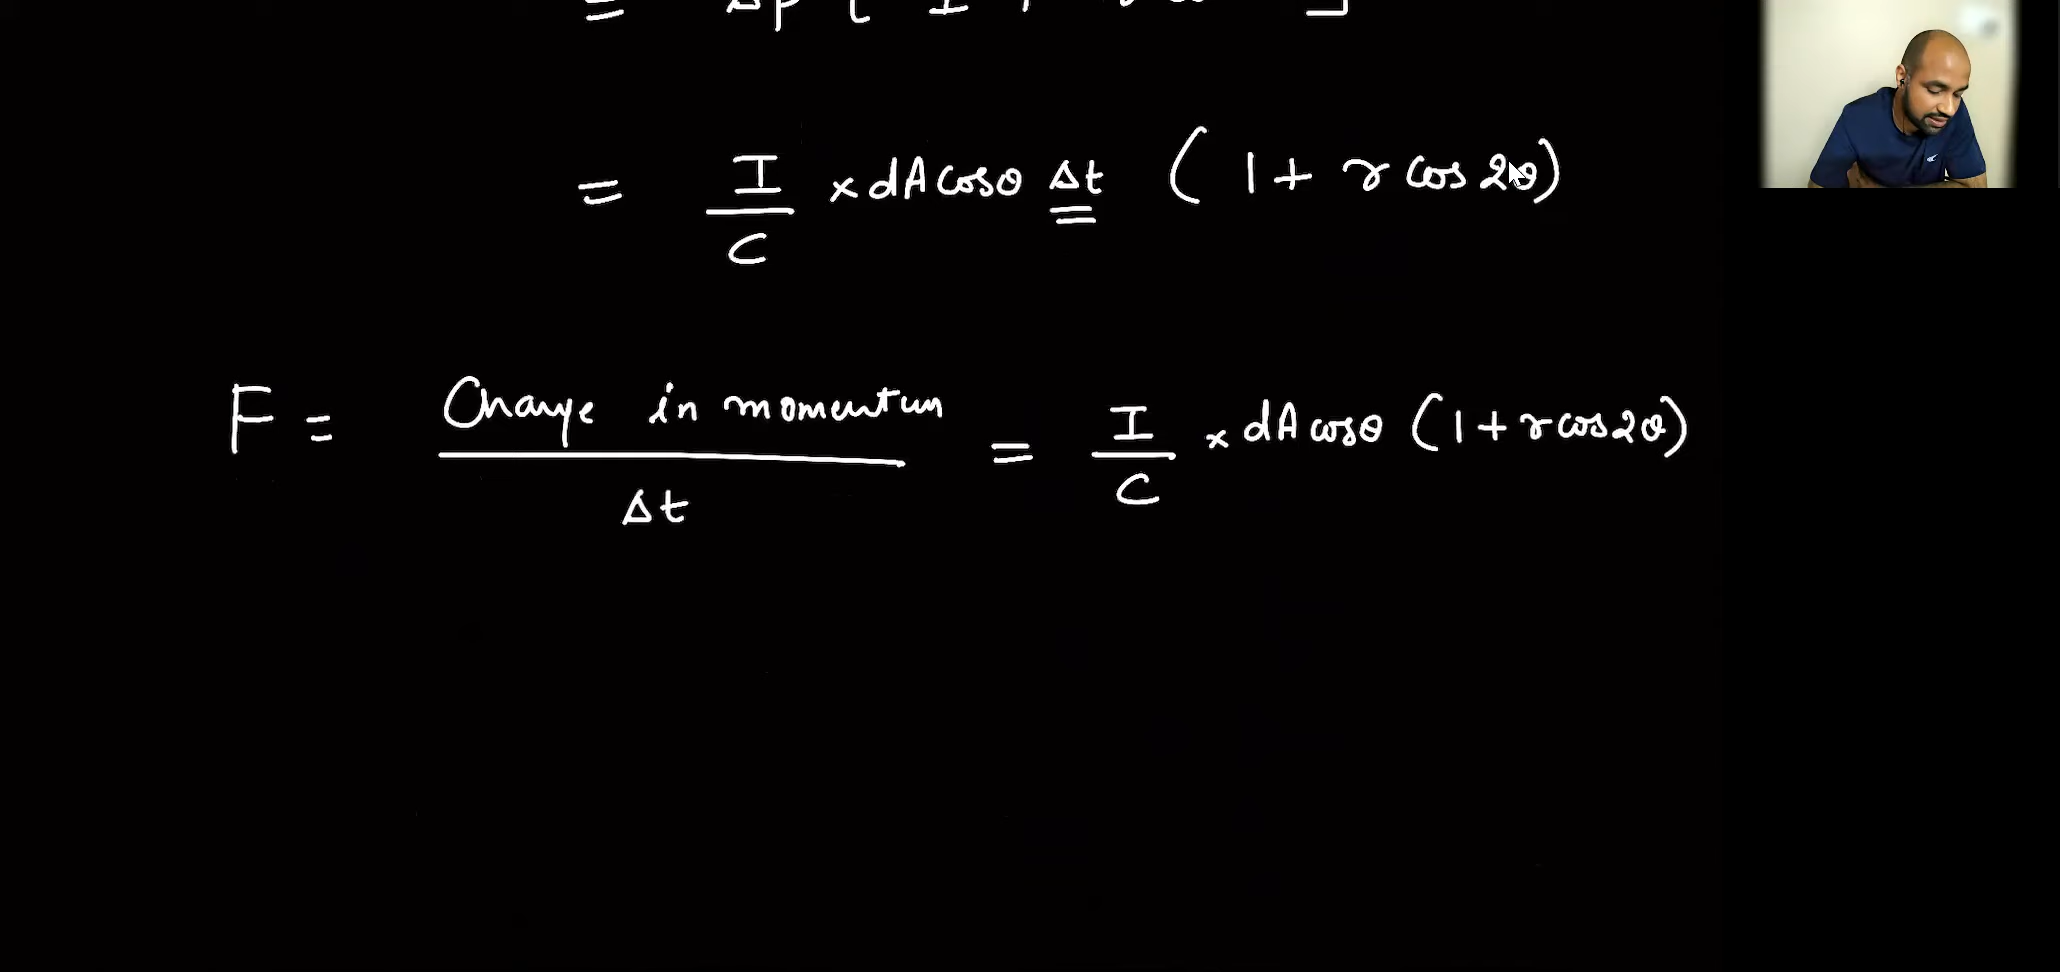 = I/C × dA cosθ Δt ( 1 + r cos 2θ)
F = Change in momentum / Δt = I/C × dA cosθ (1 + r cos2θ)